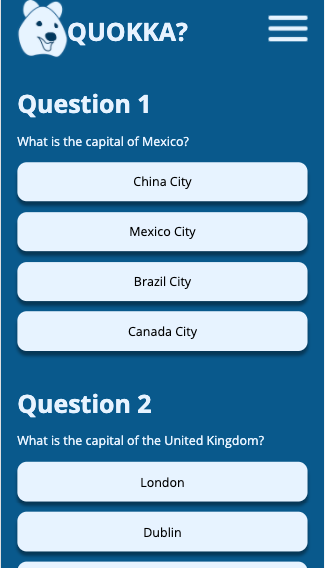 QUOKKA?
Question 1
What is the capital of Mexico?
China City
Mexico City
Brazil City
Canada City
Question 2
What is the capital of the United Kingdom?
London
Dublin